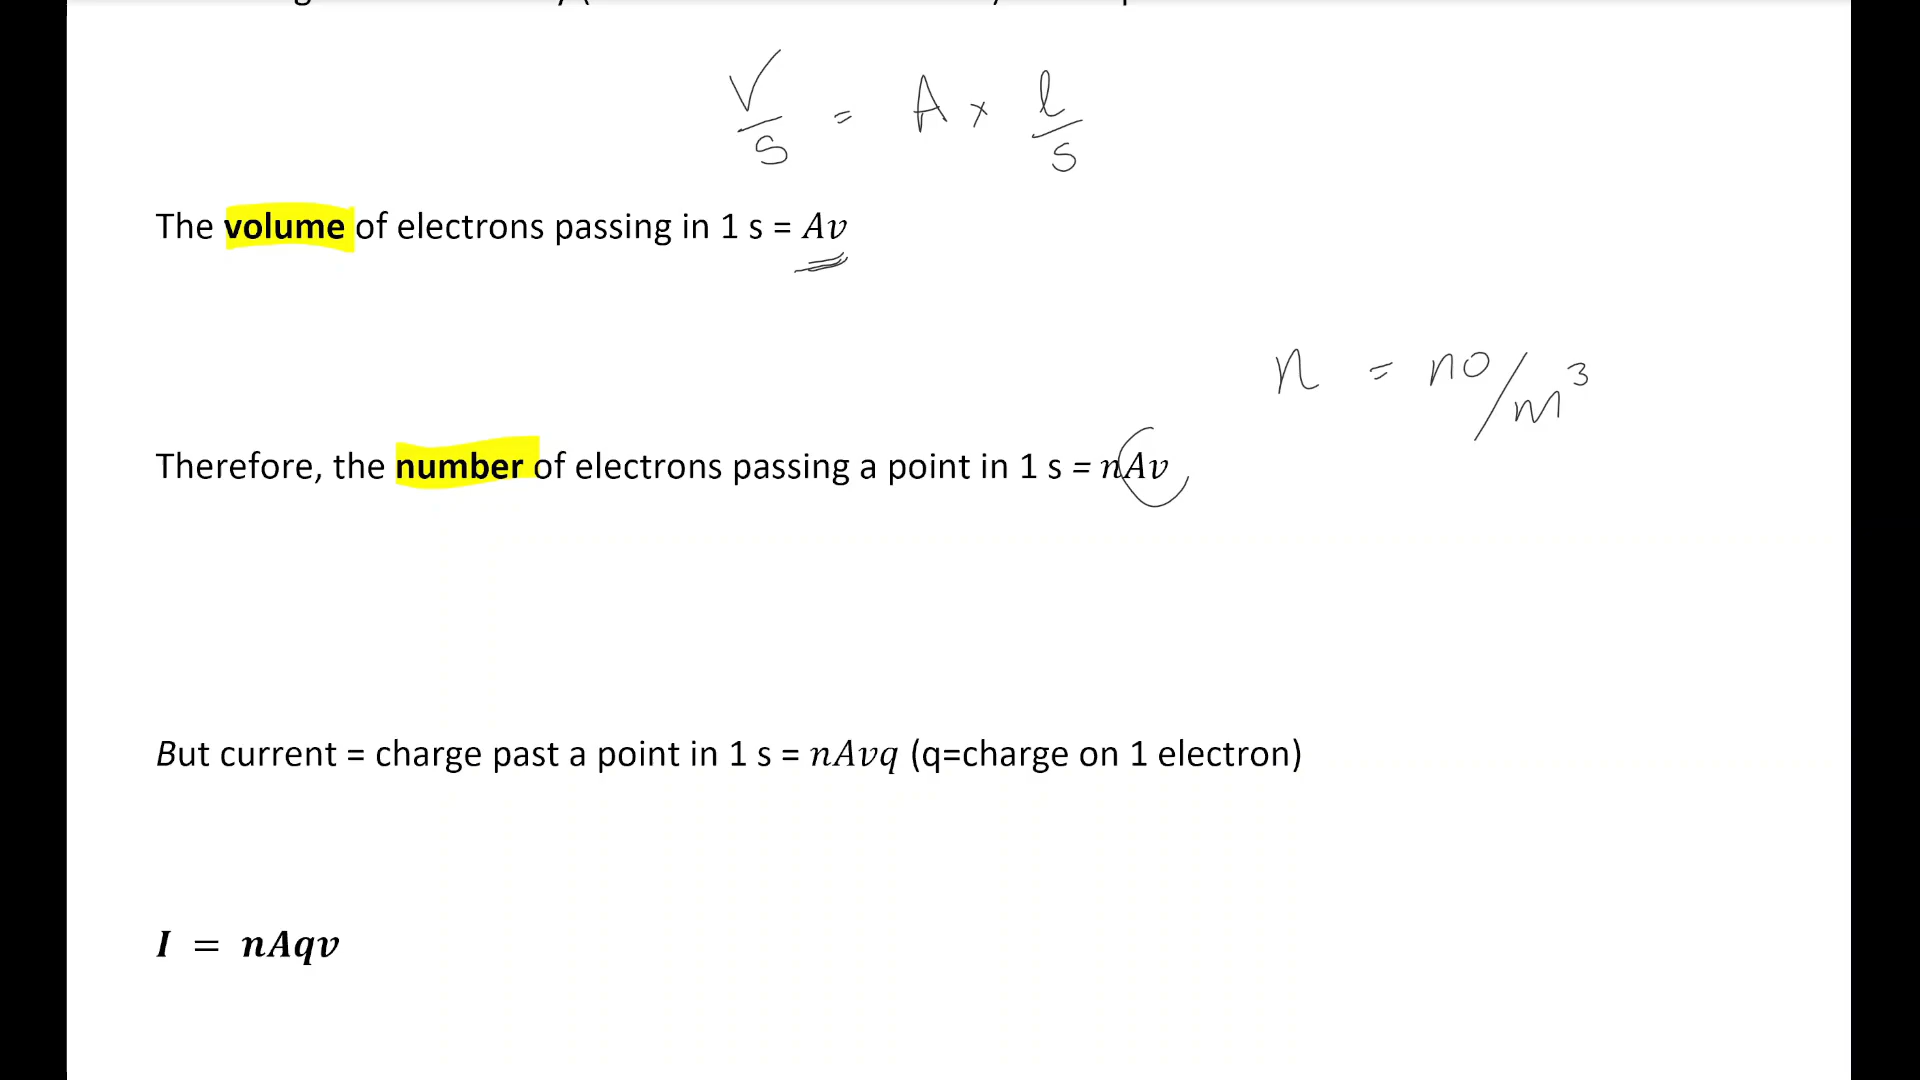 V/s = A × l/s
The volume of electrons passing in 1 s = Av
n = no/m³
Therefore, the number of electrons passing a point in 1 s = nAv
But current = charge past a point in 1 s = nAvq (q=charge on 1 electron)
I = nAqv